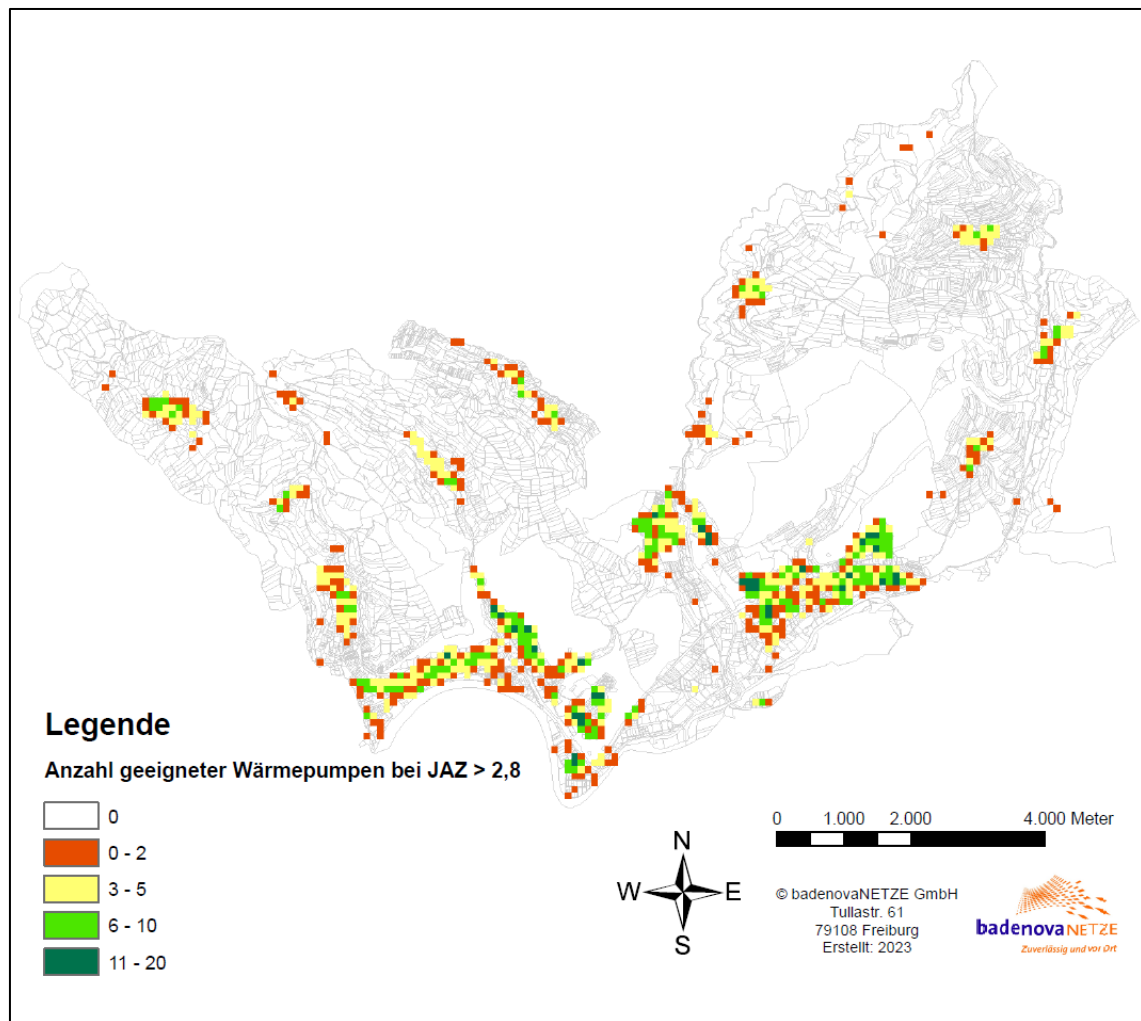 Legende
Anzahl geeigneter Wärmepumpen bei JAZ > 2,8
0
0 - 2
3 - 5
6 - 10
11 - 20
N
W E
S
0 1.000 2.000 4.000 Meter
© badenovaNETZE GmbH
Tullastr. 61
79108 Freiburg
Erstellt: 2023
badenovaNETZE
Zuverlässig und vor Ort